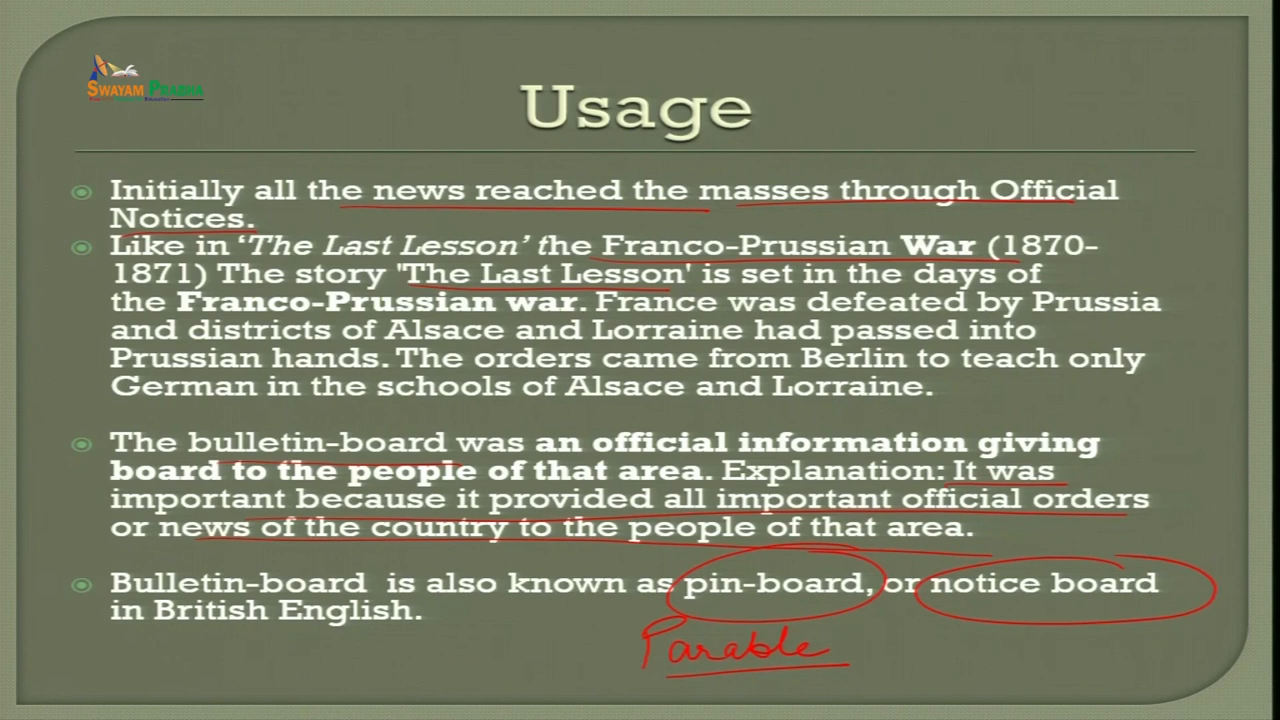 SWAYAM PRABHA
Usage
Initially all the news reached the masses through Official
Notices.
Like in ‘The Last Lesson’ the Franco-Prussian War (1870-
1871) The story 'The Last Lesson' is set in the days of
the Franco-Prussian war. France was defeated by Prussia
and districts of Alsace and Lorraine had passed into
Prussian hands. The orders came from Berlin to teach only
German in the schools of Alsace and Lorraine.
The bulletin-board was an official information giving
board to the people of that area. Explanation: It was
important because it provided all important official orders
or news of the country to the people of that area.
Bulletin-board is also known as pin-board, or notice board
in British English.
Parable